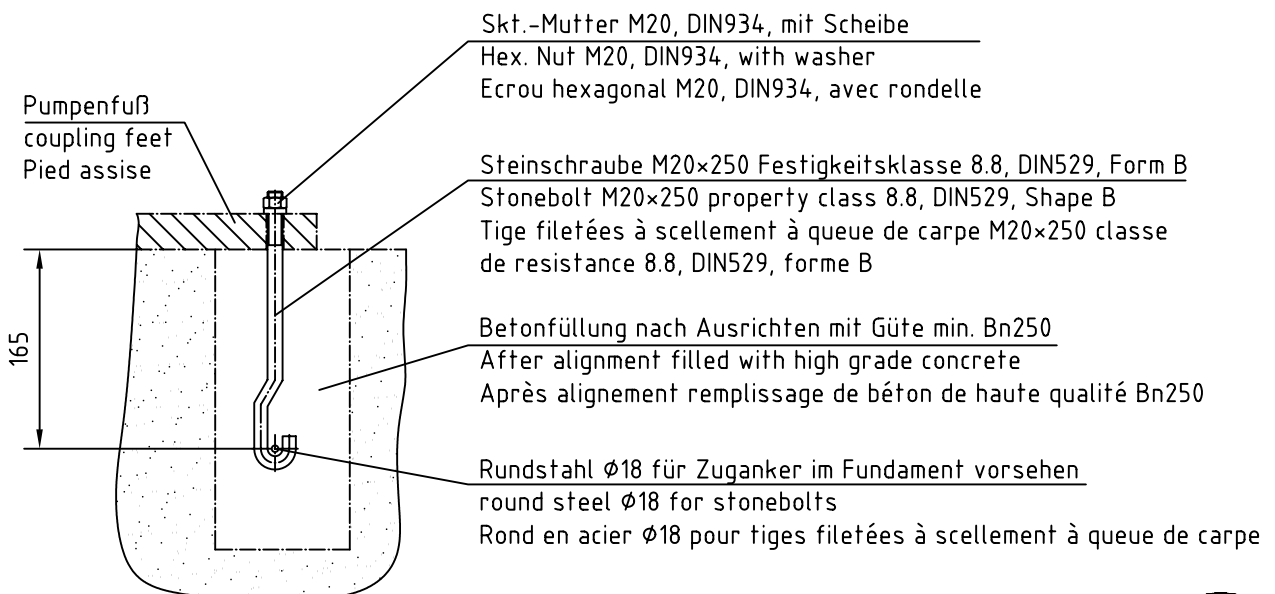 Skt.-Mutter M20, DIN934, mit Scheibe
Hex. Nut M20, DIN934, with washer
Ecrou hexagonal M20, DIN934, avec rondelle
Pumpenfuß
coupling feet
Pied assise
Steinschraube M20×250 Festigkeitsklasse 8.8, DIN529, Form B
Stonebolt M20×250 property class 8.8, DIN529, Shape B
Tige filetées à scellement à queue de carpe M20×250 classe
de resistance 8.8, DIN529, forme B
165
Betonfüllung nach Ausrichten mit Güte min. Bn250
After alignment filled with high grade concrete
Après alignement remplissage de béton de haute qualité Bn250
Rundstahl Ø18 für Zuganker im Fundament vorsehen
round steel Ø18 for stonebolts
Rond en acier Ø18 pour tiges filetées à scellement à queue de carpe